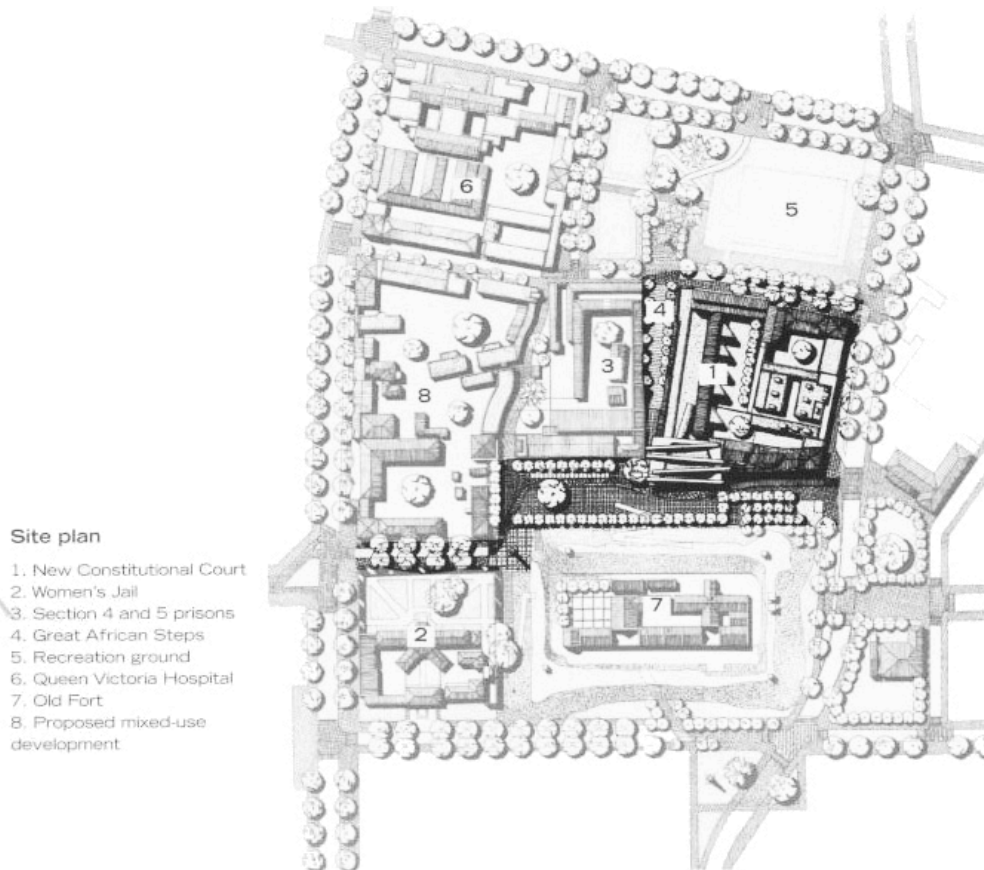 6
5
4
1
3
8
7
2
Site plan
1. New Constitutional Court
2. Women's Jail
3. Section 4 and 5 prisons
4. Great African Steps
5. Recreation ground
6. Queen Victoria Hospital
7. Old Fort
8. Proposed mixed-use
development